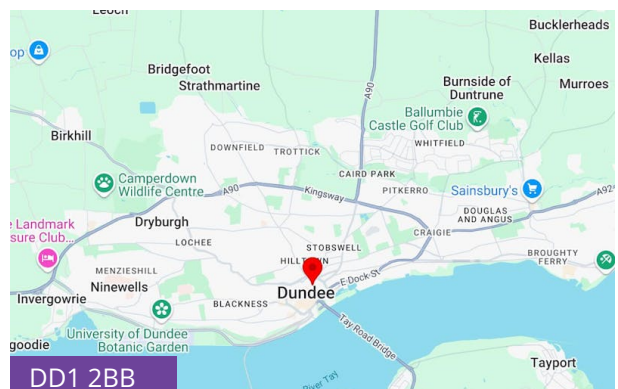 Leoch
Bucklerheads
op
Kellas
Bridgefoot
Strathmartine
Burnside of
Duntrune
Murroes
A90
Ballumbie
Castle Golf Club
Birkhill
DOWNFIELD
TROTTICK
WHITFIELD
CAIRD PARK
Camperdown
Wildlife Centre
A90
Kingsway
PITKERRO
Sainsbury's
A92
e Landmark
sure Club...
Dryburgh
DOUGLAS
AND ANGUS
CRAIGIE
LOCHEE
STOBSWELL
HILLTOWN
BROUGHTY
FERRY
MENZIESHILL
Ninewells
Invergowrie
BLACKNESS
Dundee
E Dock St
University of Dundee
Botanic Garden
Tay Road Bridge
goodie
River Tay
Tayport
DD1 2BB